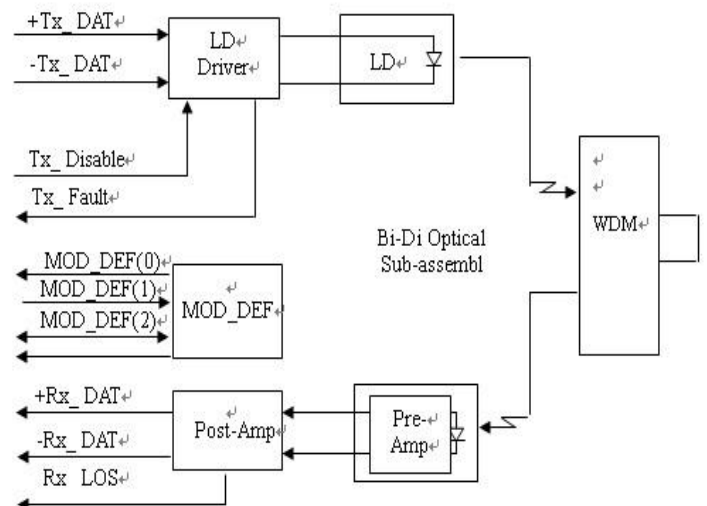 +Tx_DAT
-Tx_DAT
LD
Driver
LD
Tx_Disable
Tx_Fault
WDM
Bi-Di Optical
Sub-assembl
MOD_DEF(0)
MOD_DEF(1)
MOD_DEF(2)
MOD_DEF
+Rx_DAT
-Rx_DAT
Rx LOS
Post-Amp
Pre-
Amp